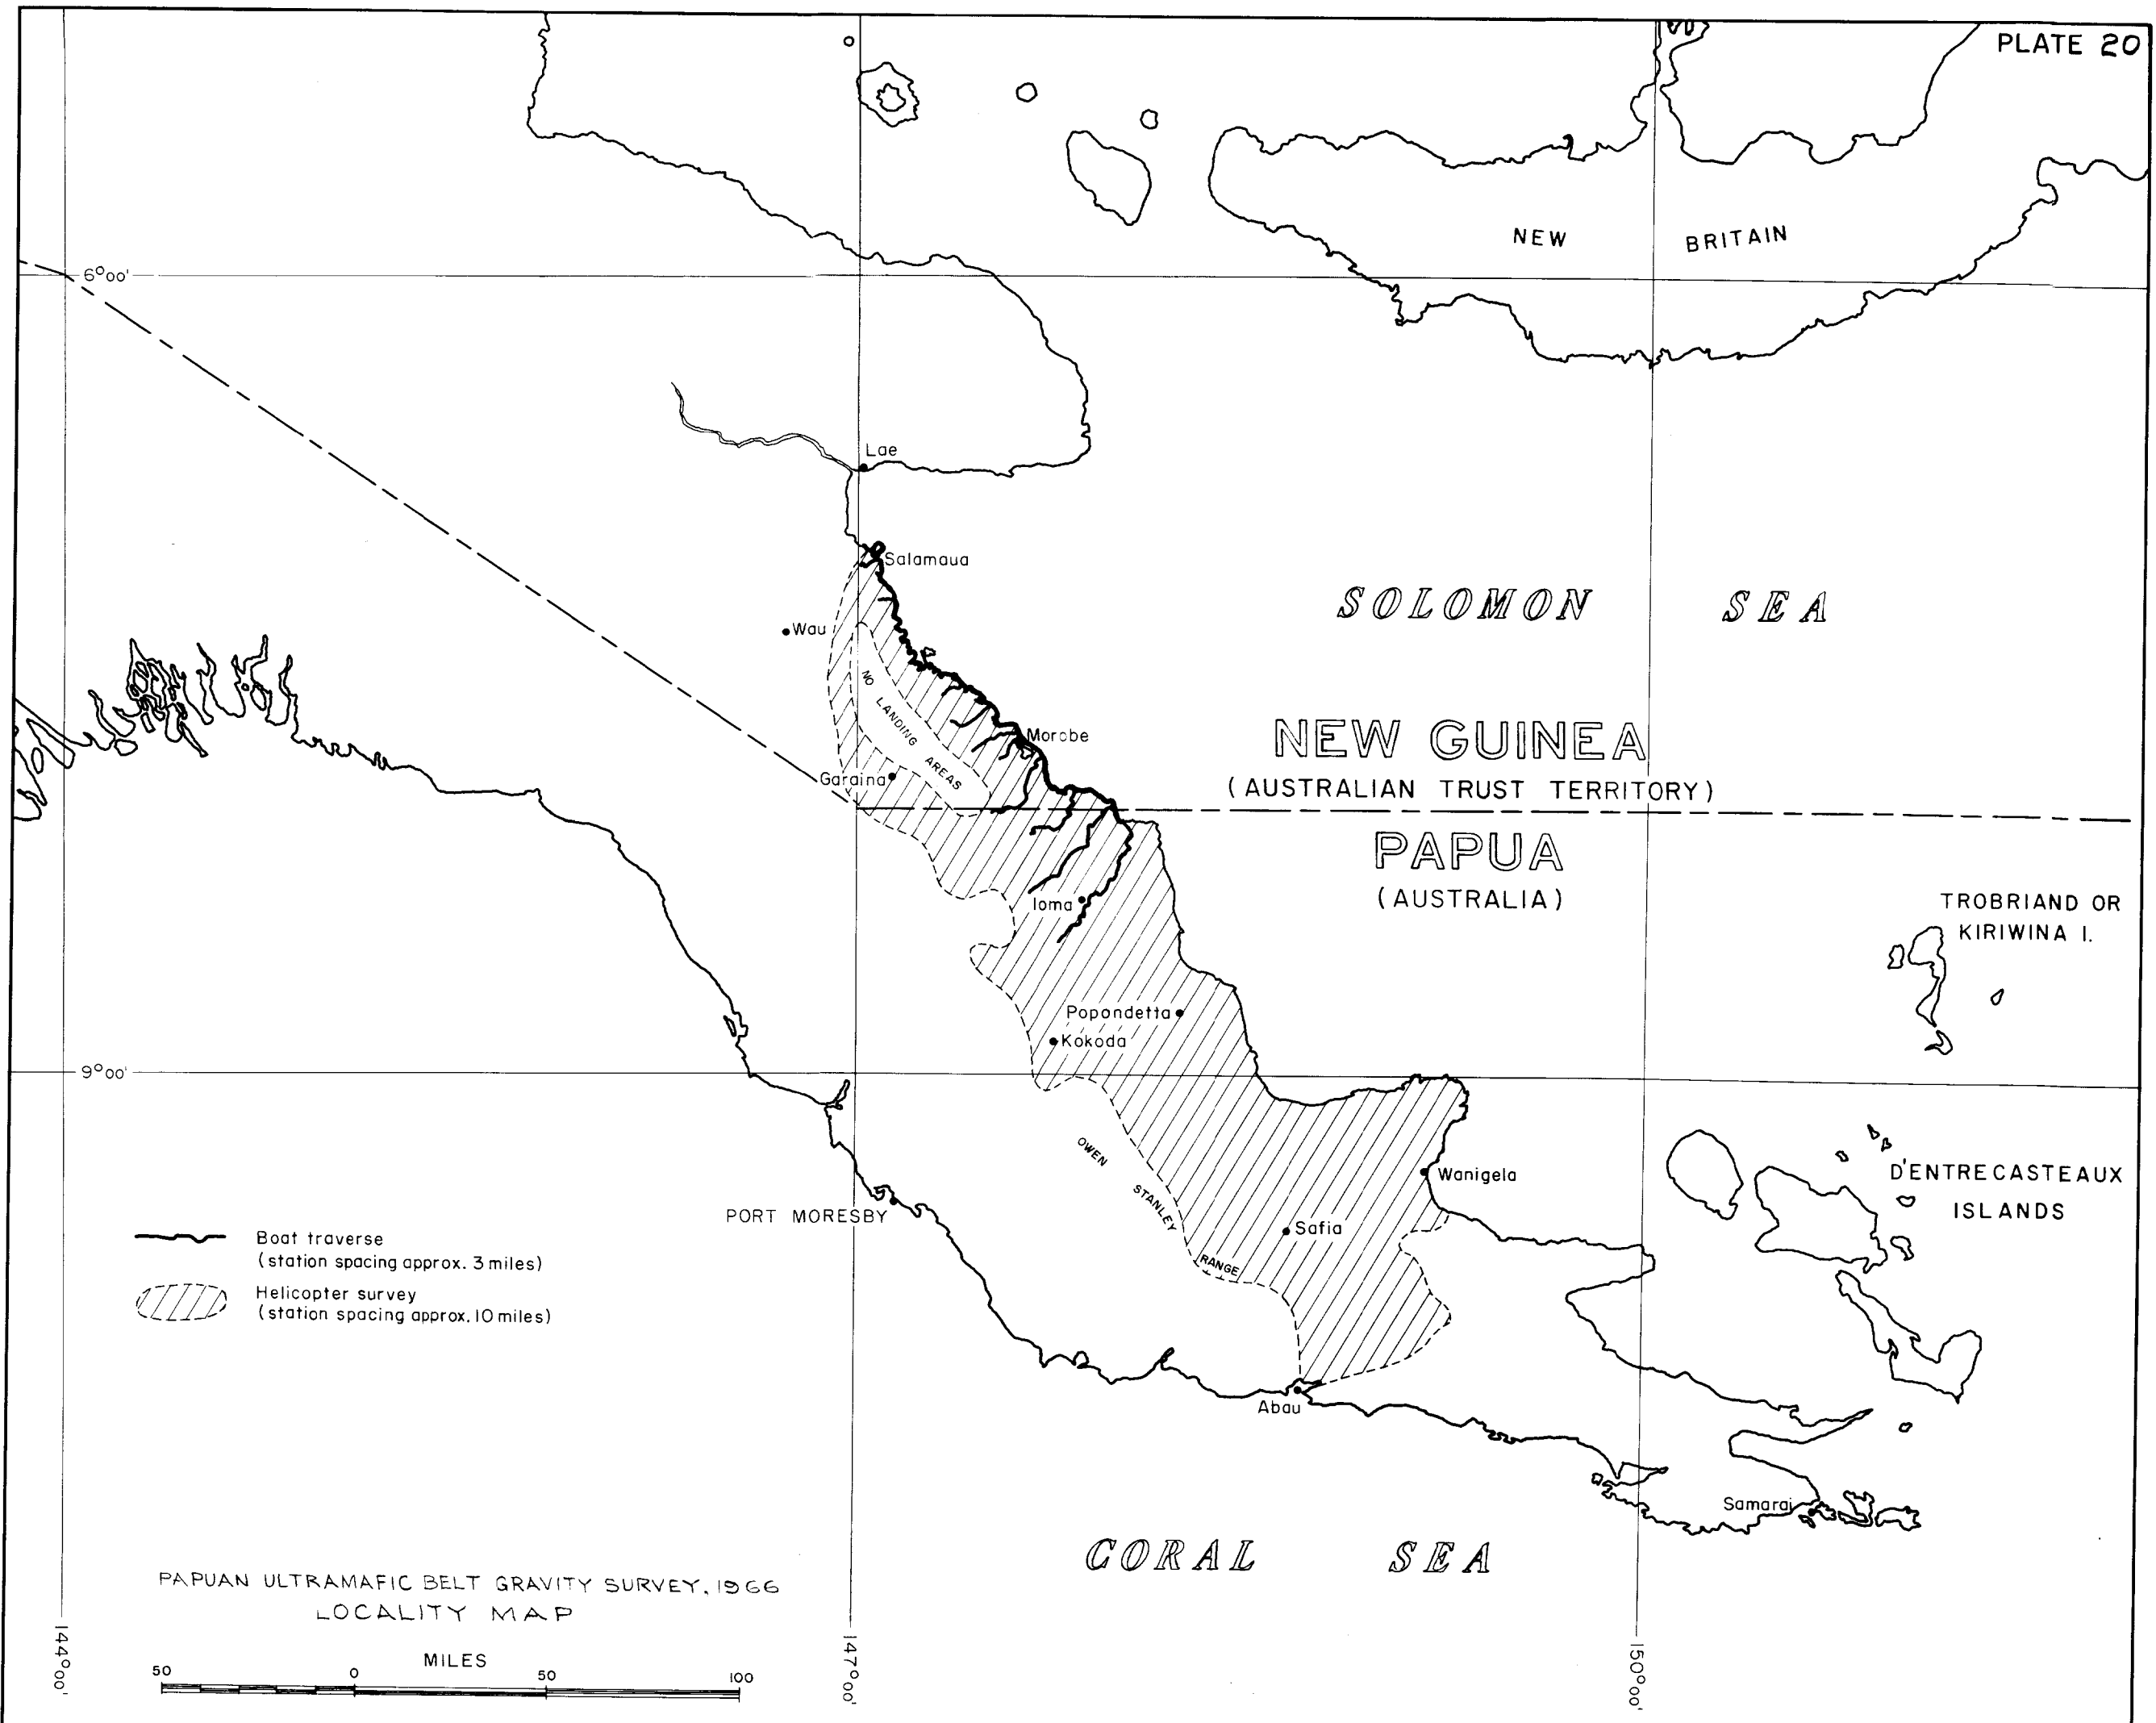 PLATE 20
NEW BRITAIN
6°00'
Lae
Salamaua
SOLOMON SEA
Wau
NO LANDING AREAS
Morobe
NEW GUINEA
(AUSTRALIAN TRUST TERRITORY)
Garaina
PAPUA
(AUSTRALIA)
Ioma
TROBRIAND OR
KIRIWINA I.
Popondetta
Kokoda
9°00'
OWEN STANLEY RANGE
Wanigela
D'ENTRECASTEAUX
ISLANDS
PORT MORESBY
Safia
Boat traverse
(station spacing approx. 3 miles)
Helicopter survey
(station spacing approx. 10 miles)
Abau
Samarai
CORAL SEA
PAPUAN ULTRAMAFIC BELT GRAVITY SURVEY, 1966
LOCALITY MAP
MILES
50 0 50 100
144°00'
147°00'
150°00'